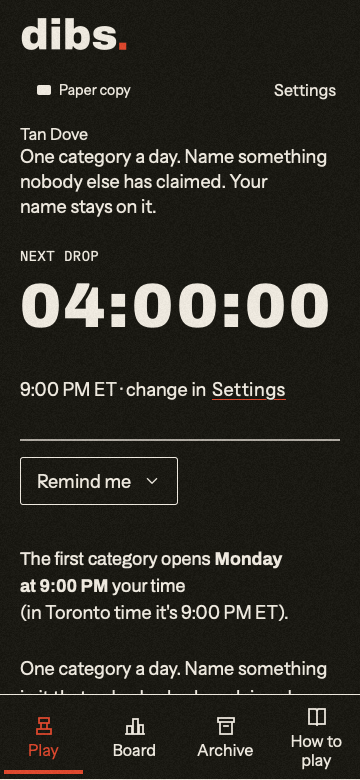 dibs.
Paper copy
Settings
Tan Dove
One category a day. Name something
nobody else has claimed. Your
name stays on it.
NEXT DROP
04:00:00
9:00 PM ET · change in Settings
Remind me
The first category opens Monday
at 9:00 PM your time
(in Toronto time it's 9:00 PM ET).
One category a day. Name something
Play
Board
Archive
How to
play